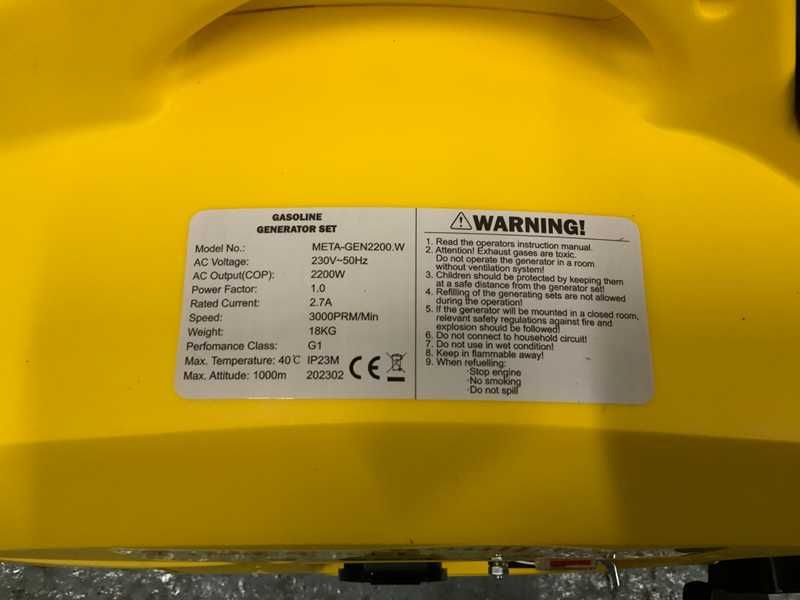 GASOLINE
GENERATOR SET
Model No.: META-GEN2200.W
AC Voltage: 230V~50Hz
AC Output(COP): 2200W
Power Factor: 1.0
Rated Current: 2.7A
Speed: 3000PRM/Min
Weight: 18KG
Perfomance Class: G1
Max. Temperature: 40℃ IP23M
Max. Attitude: 1000m 202302
CE
WARNING!
1. Read the operators instruction manual.
2. Attention! Exhaust gases are toxic.
Do not operate the generator in a room
without ventilation system!
3. Children should be protected by keeping them
at a safe distance from the generator set!
4. Refilling of the generating sets are not allowed
during the operation!
5. If the generator will be mounted in a closed room,
relevant safety regulations against fire and
explosion should be followed!
6. Do not connect to household circuit!
7. Do not use in wet condition!
8. Keep in flammable away!
9. When refuelling:
·Stop engine
·No smoking
·Do not spill